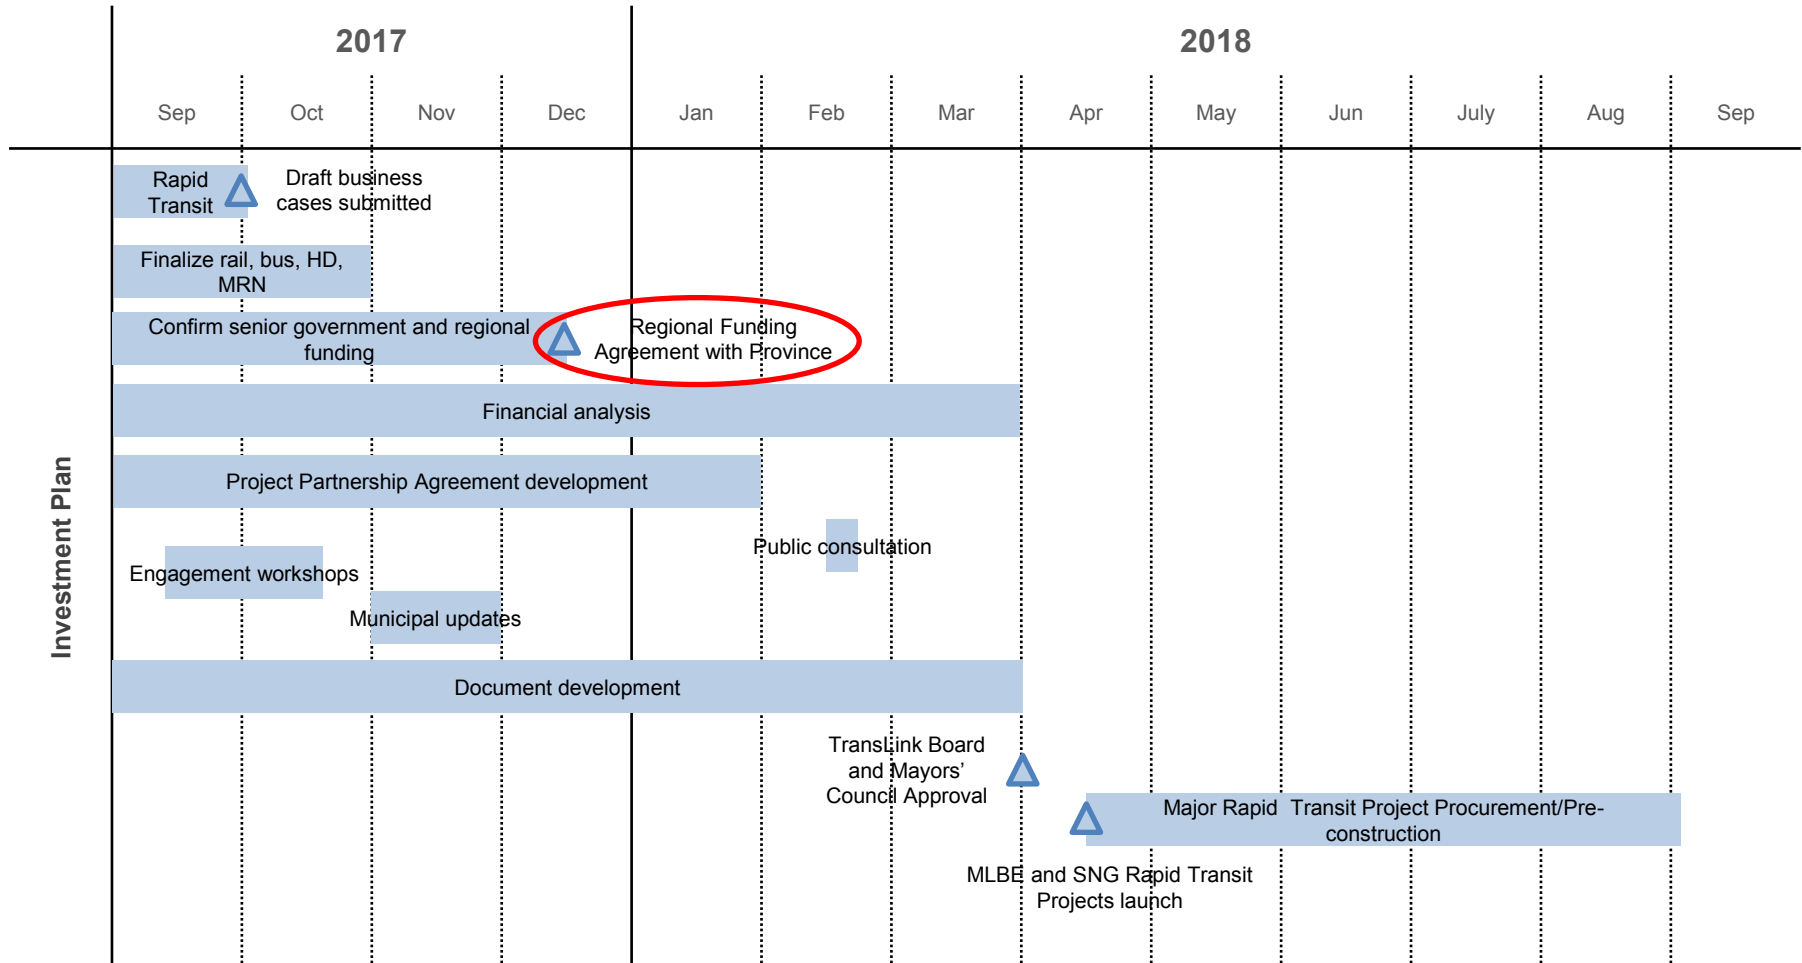 2017
2018
Sep
Oct
Nov
Dec
Jan
Feb
Mar
Apr
May
Jun
July
Aug
Sep
Investment Plan
Rapid
Transit
Draft business
cases submitted
Finalize rail, bus, HD,
MRN
Confirm senior government and regional
funding
Regional Funding
Agreement with Province
Financial analysis
Project Partnership Agreement development
Public consultation
Engagement workshops
Municipal updates
Document development
TransLink Board
and Mayors’
Council Approval
Major Rapid Transit Project Procurement/Pre-
construction
MLBE and SNG Rapid Transit
Projects launch